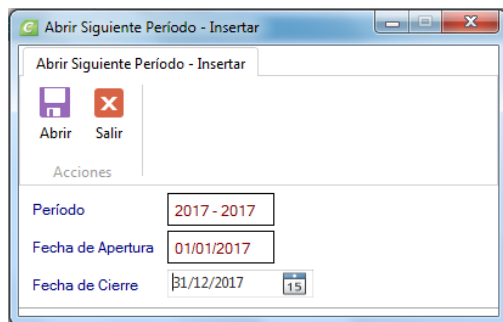 Abrir Siguiente Período - Insertar
Abrir Siguiente Período - Insertar
Abrir Salir
Acciones
Período 2017 - 2017
Fecha de Apertura 01/01/2017
Fecha de Cierre 31/12/2017 15